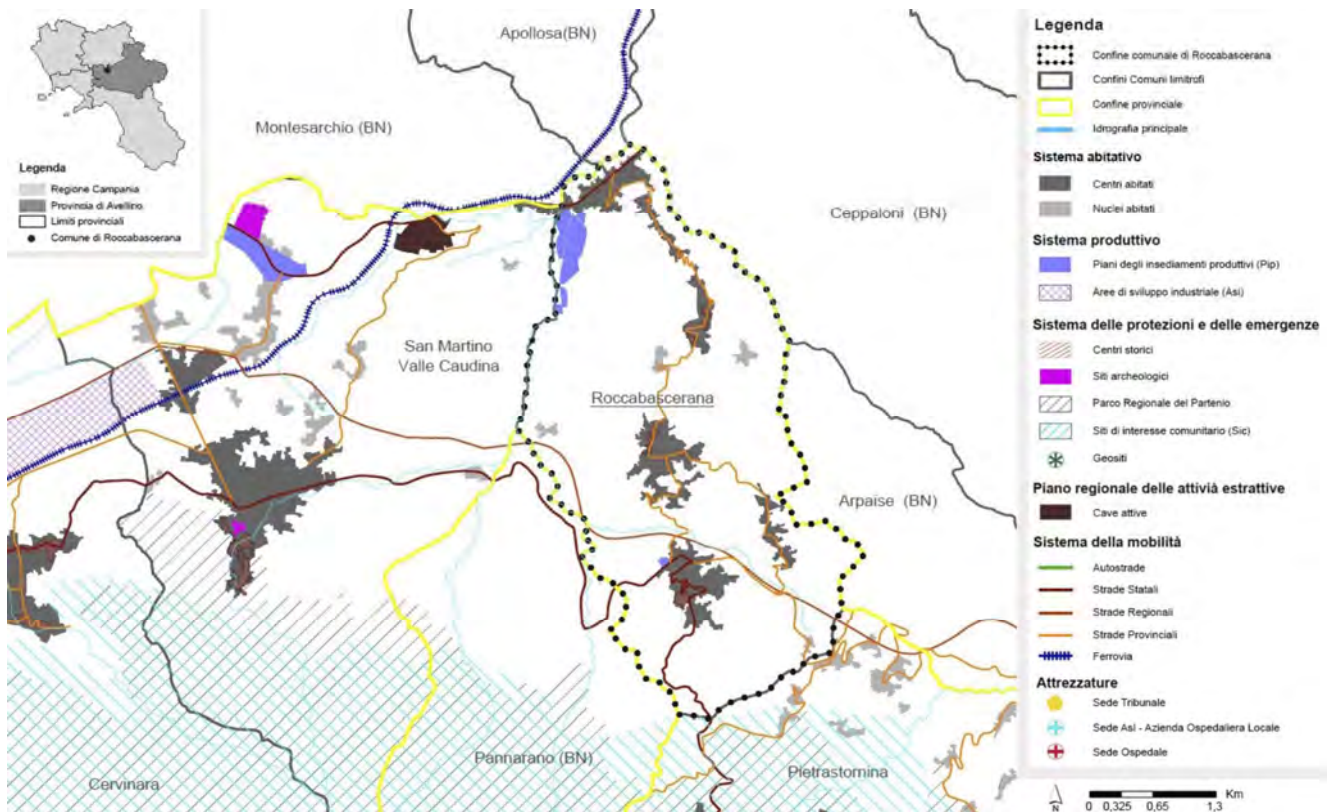 Apollosa(BN)
Montesarchio (BN)
Legenda
Regione Campania
Provincia di Avellino
Limiti provinciali
Comune di Roccabascerana
Ceppaloni (BN)
San Martino
Valle Caudina
Roccabascerana
Arpaise (BN)
Pannarano (BN)
Pietrastornina
Cervinara
Legenda
Confine comunale di Roccabascerana
Confini Comuni limitrofi
Confine provinciale
Idrografia principale
Sistema abitativo
Centri abitati
Nuclei abitati
Sistema produttivo
Piani degli insediamenti produttivi (Pip)
Aree di sviluppo industriale (Asi)
Sistema delle protezioni e delle emergenze
Centri storici
Siti archeologici
Parco Regionale del Partenio
Siti di interesse comunitario (Sic)
Geositi
Piano regionale delle attivià estrattive
Cave attive
Sistema della mobilità
Autostrade
Strade Statali
Strade Regionali
Strade Provinciali
Ferrovia
Attrezzature
Sede Tribunale
Sede Asl - Azienda Ospedaliera Locale
Sede Ospedale
N
Km
0 0,325 0,65 1,3